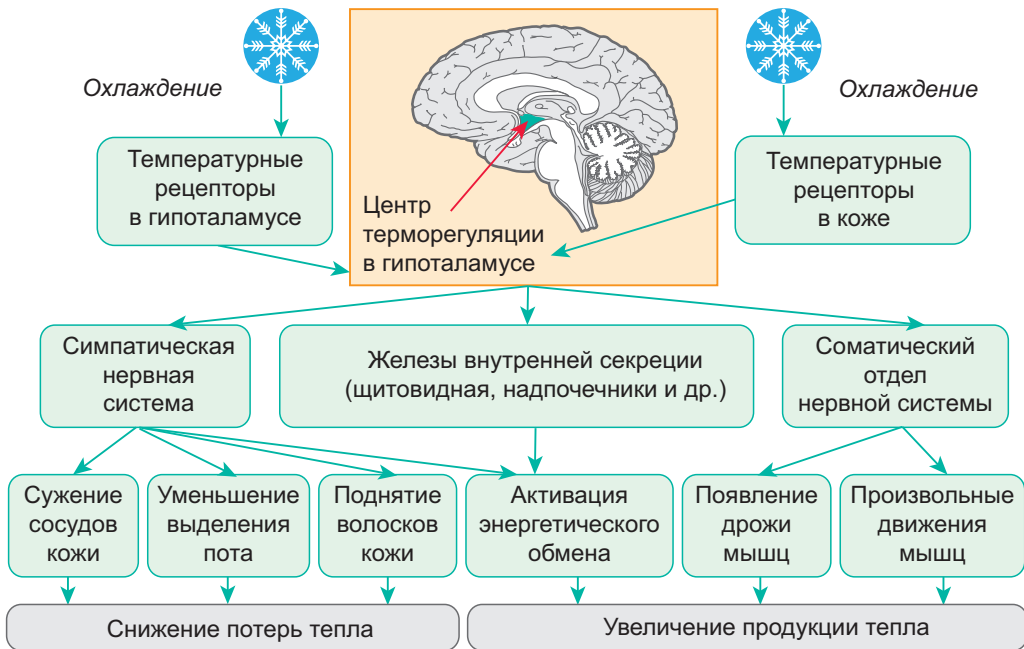 Охлаждение
Охлаждение
Температурные
рецепторы
в гипоталамусе
Центр
терморегуляции
в гипоталамусе
Температурные
рецепторы
в коже
Симпатическая
нервная
система
Железы внутренней секреции
(щитовидная, надпочечники и др.)
Соматический
отдел
нервной системы
Сужение
сосудов
кожи
Уменьшение
выделения
пота
Поднятие
волосков
кожи
Активация
энергетического
обмена
Появление
дрожи
мышц
Произвольные
движения
мышц
Снижение потерь тепла
Увеличение продукции тепла